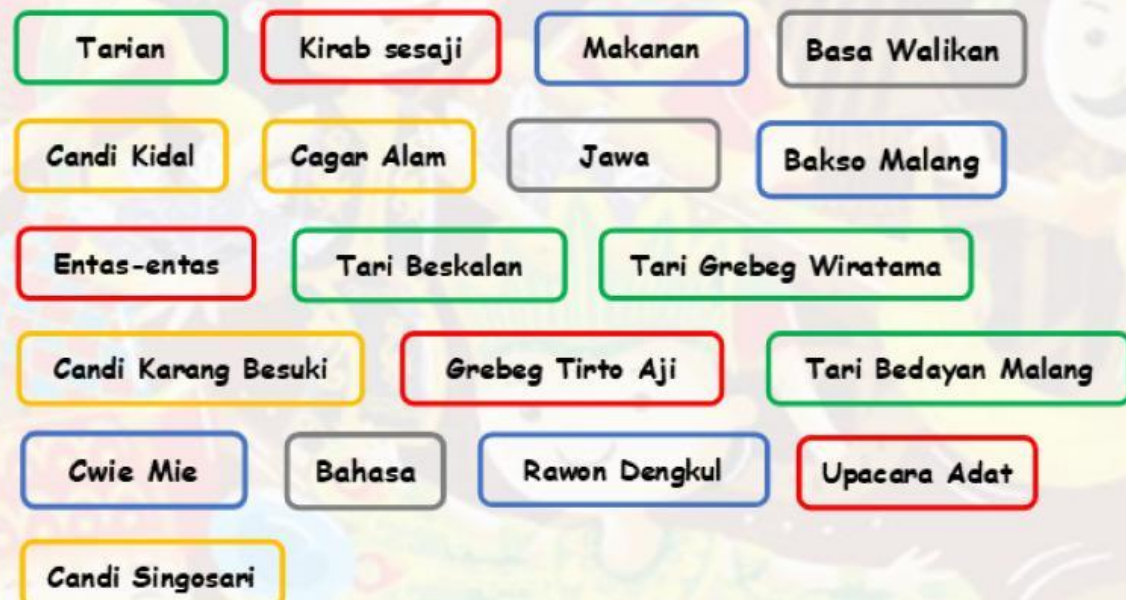 Tarian Kirab sesaji Makanan Basa Walikan
Candi Kidal Cagar Alam Jawa Bakso Malang
Entas-entas Tari Beskalan Tari Grebeg Wiratama
Candi Karang Besuki Grebeg Tirto Aji Tari Bedayan Malang
Cwie Mie Bahasa Rawon Dengkul Upacara Adat
Candi Singosari